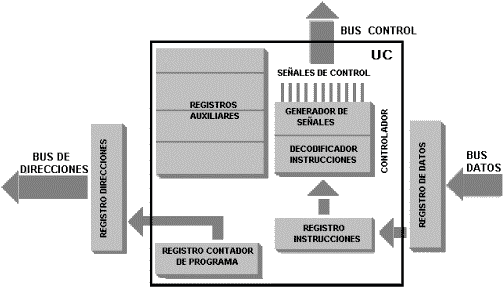 BUS CONTROL
UC
SEÑALES DE CONTROL
REGISTROS
AUXILIARES
GENERADOR DE
SEÑALES
DECODIFICADOR
INSTRUCCIONES
CONTROLADOR
BUS DE
DIRECCIONES
REGISTRO DIRECCIONES
REGISTRO DE DATOS
BUS
DATOS
REGISTRO
INSTRUCCIONES
REGISTRO CONTADOR
DE PROGRAMA